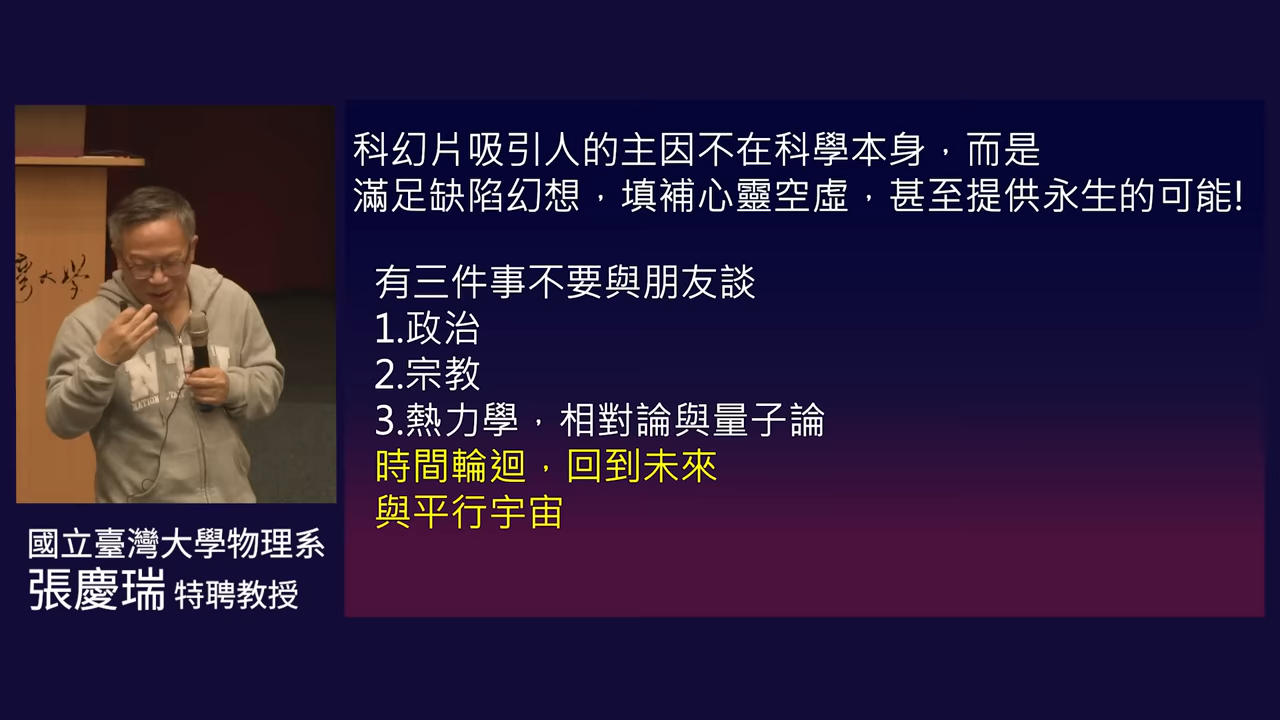 科幻片吸引人的主因不在科學本身，而是
滿足缺陷幻想，填補心靈空虛，甚至提供永生的可能!
有三件事不要與朋友談
1.政治
2.宗教
3.熱力學，相對論與量子論
時間輪迴，回到未來
與平行宇宙
灣大學
NTU
國立臺灣大學物理系
張慶瑞 特聘教授